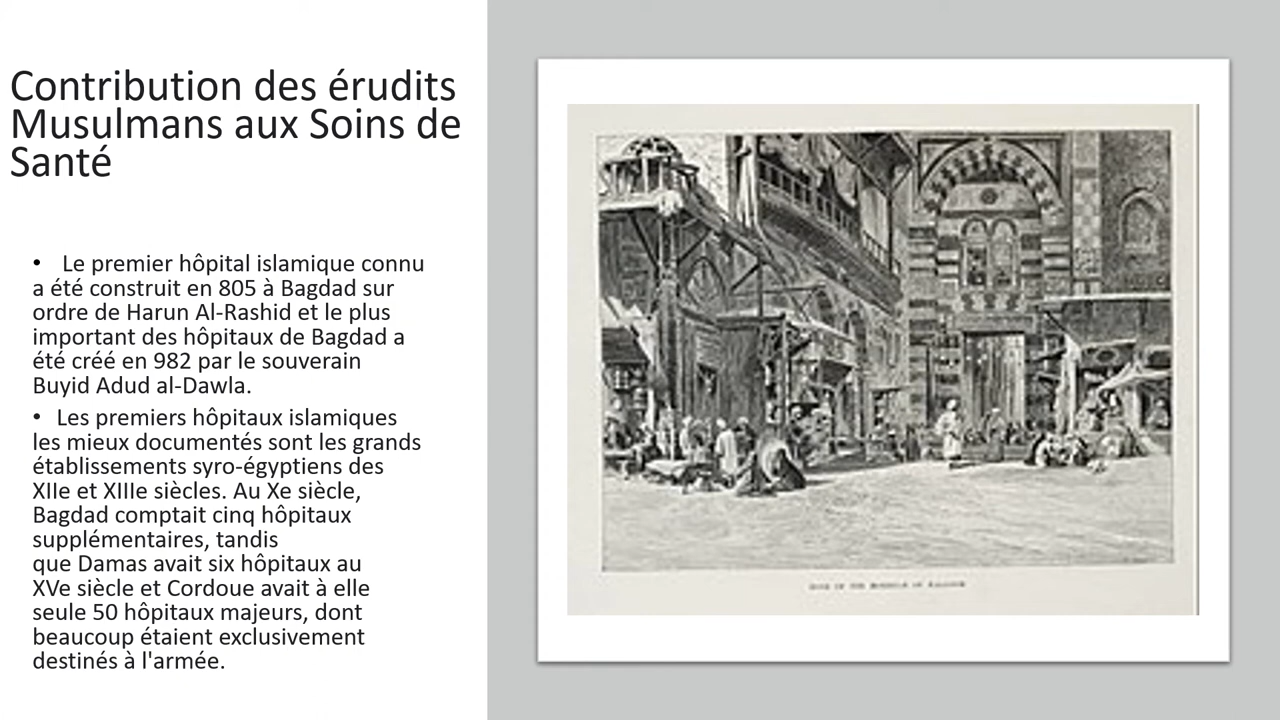 Contribution des érudits
Musulmans aux Soins de
Santé
• Le premier hôpital islamique connu
a été construit en 805 à Bagdad sur
ordre de Harun Al-Rashid et le plus
important des hôpitaux de Bagdad a
été créé en 982 par le souverain
Buyid Adud al-Dawla.
• Les premiers hôpitaux islamiques
les mieux documentés sont les grands
établissements syro-égyptiens des
XIIe et XIIIe siècles. Au Xe siècle,
Bagdad comptait cinq hôpitaux
supplémentaires, tandis
que Damas avait six hôpitaux au
XVe siècle et Cordoue avait à elle
seule 50 hôpitaux majeurs, dont
beaucoup étaient exclusivement
destinés à l'armée.